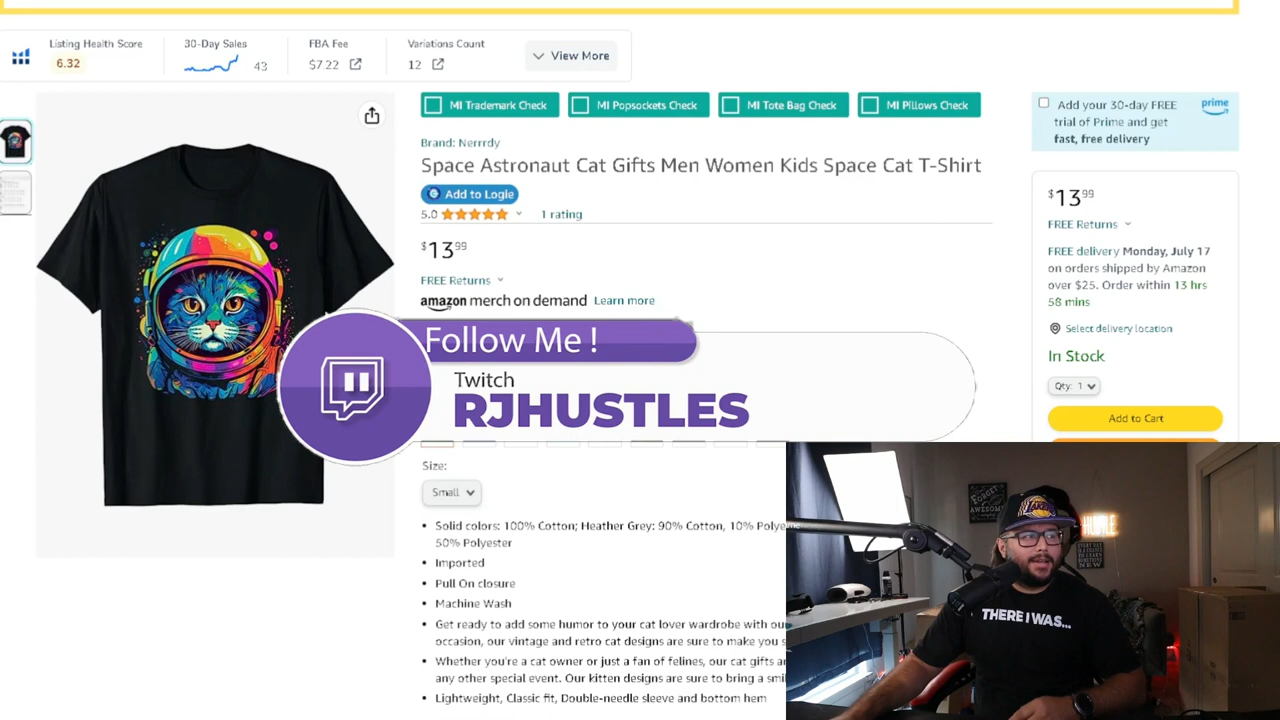 Listing Health Score
6.32
30-Day Sales
43
FBA Fee
$7.22
Variations Count
12
View More
MI Trademark Check
MI Popsockets Check
MI Tote Bag Check
MI Pillows Check
Brand: Nerrrdy
Space Astronaut Cat Gifts Men Women Kids Space Cat T-Shirt
Add to Logie
5.0
1 rating
$13.99
FREE Returns
amazon merch on demand Learn more
Follow Me !
Twitch
RJHUSTLES
Size:
Small
• Solid colors: 100% Cotton; Heather Grey: 90% Cotton, 10%
50% Polyester
• Imported
• Pull On closure
• Machine Wash
• Get ready to add some humor to your cat lover wardrobe with
occasion, our vintage and retro cat designs are sure to make you
• Whether you're a cat owner or just a fan of felines, our cat gifts
any other special event. Our kitten designs are sure to bring a
• Lightweight, Classic fit, Double-needle sleeve and bottom hem
Add your 30-day FREE
trial of Prime and get
fast, free delivery
prime
$13.99
FREE Returns
FREE delivery Monday, July 17
on orders shipped by Amazon
over $25. Order within 13 hrs
58 mins
Select delivery location
In Stock
Qty: 1
Add to Cart
FORGET
AWESOME
LAKERS
HUSTLE
THERE I WAS...